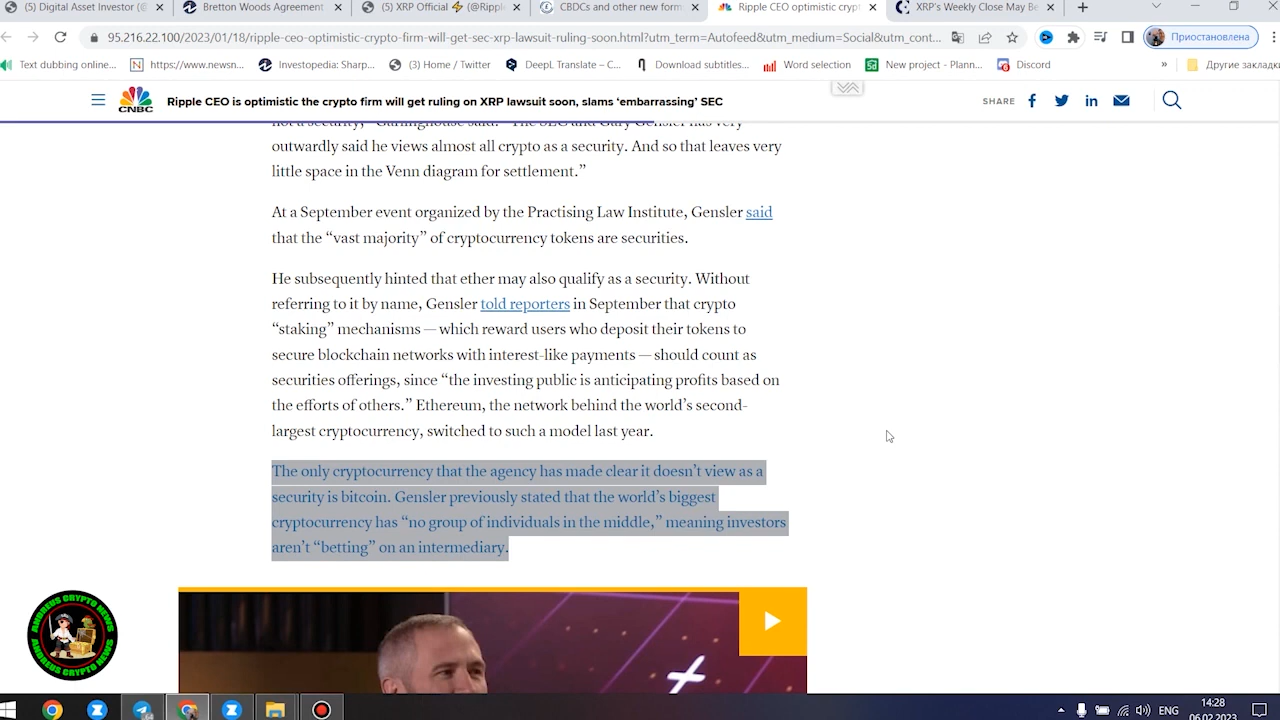 (5) Digital Asset Investor (@
Bretton Woods Agreement
(5) XRP Official ⚡ (@Rippl
CBDCs and other new form
Ripple CEO optimistic crypt
XRP's Weekly Close May Be
95.216.22.100/2023/01/18/ripple-ceo-optimistic-crypto-firm-will-get-sec-xrp-lawsuit-ruling-soon.html?utm_term=Autofeed&utm_medium=Social&utm_cont...
Приостановлена
Text dubbing online...
https://www.newsn...
Investopedia: Sharp...
(3) Home / Twitter
DeepL Translate – C...
Download subtitles...
Word selection
New project - Plann...
Discord
»
Другие закладки
CNBC
Ripple CEO is optimistic the crypto firm will get ruling on XRP lawsuit soon, slams ‘embarrassing’ SEC
SHARE
not a security,” Garlinghouse said. “The SEC and Gary Gensler has very
outwardly said he views almost all crypto as a security. And so that leaves very
little space in the Venn diagram for settlement.”
At a September event organized by the Practising Law Institute, Gensler said
that the “vast majority” of cryptocurrency tokens are securities.
He subsequently hinted that ether may also qualify as a security. Without
referring to it by name, Gensler told reporters in September that crypto
“staking” mechanisms — which reward users who deposit their tokens to
secure blockchain networks with interest-like payments — should count as
securities offerings, since “the investing public is anticipating profits based on
the efforts of others.” Ethereum, the network behind the world’s second-
largest cryptocurrency, switched to such a model last year.
The only cryptocurrency that the agency has made clear it doesn’t view as a
security is bitcoin. Gensler previously stated that the world’s biggest
cryptocurrency has “no group of individuals in the middle,” meaning investors
aren’t “betting” on an intermediary.
ANDREUS CRYPTO NEWS
ANDREUS CRYPTO NEWS
ENG
14:28
06.02.2023